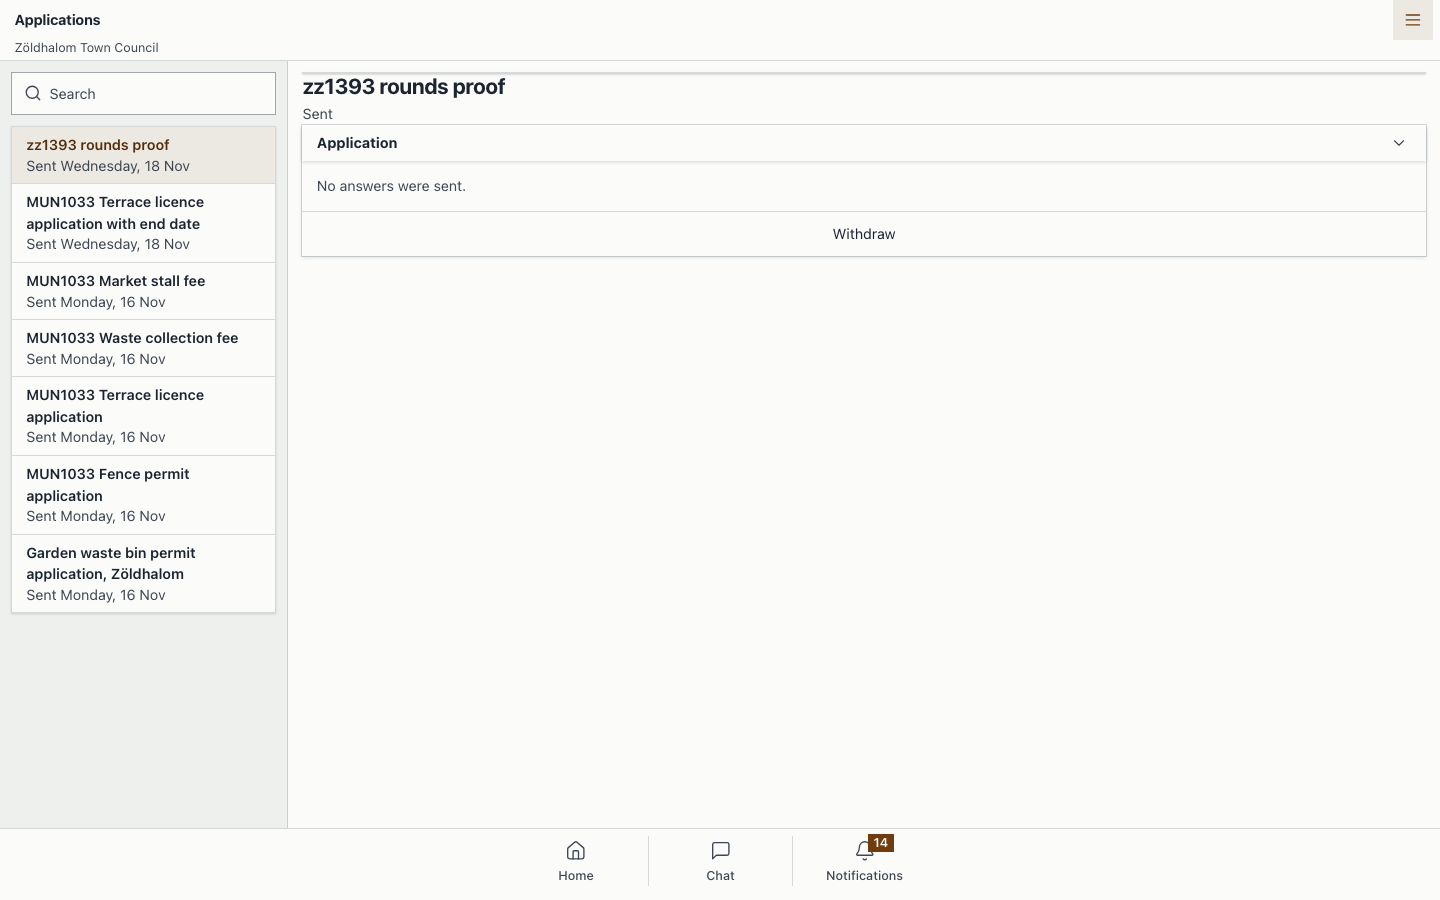 Applications
Zöldhalom Town Council
Search
zz1393 rounds proof
Sent Wednesday, 18 Nov
MUN1033 Terrace licence
application with end date
Sent Wednesday, 18 Nov
MUN1033 Market stall fee
Sent Monday, 16 Nov
MUN1033 Waste collection fee
Sent Monday, 16 Nov
MUN1033 Terrace licence
application
Sent Monday, 16 Nov
MUN1033 Fence permit
application
Sent Monday, 16 Nov
Garden waste bin permit
application, Zöldhalom
Sent Monday, 16 Nov
zz1393 rounds proof
Sent
Application
No answers were sent.
Withdraw
Home
Chat
14
Notifications